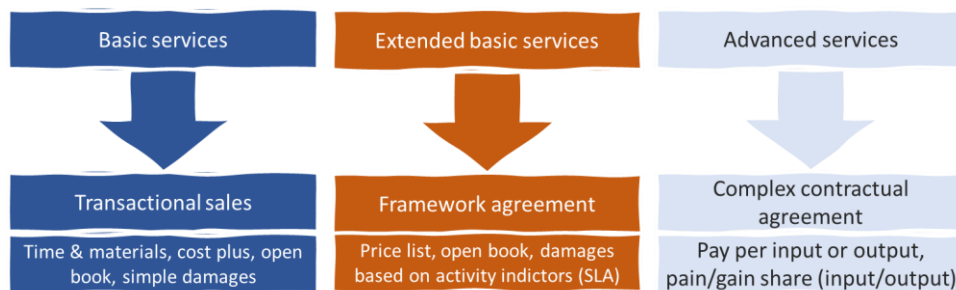 Basic services
Extended basic services
Advanced services
Transactional sales
Framework agreement
Complex contractual
agreement
Time & materials, cost plus, open
book, simple damages
Price list, open book, damages
based on activity indictors (SLA)
Pay per input or output,
pain/gain share (input/output)